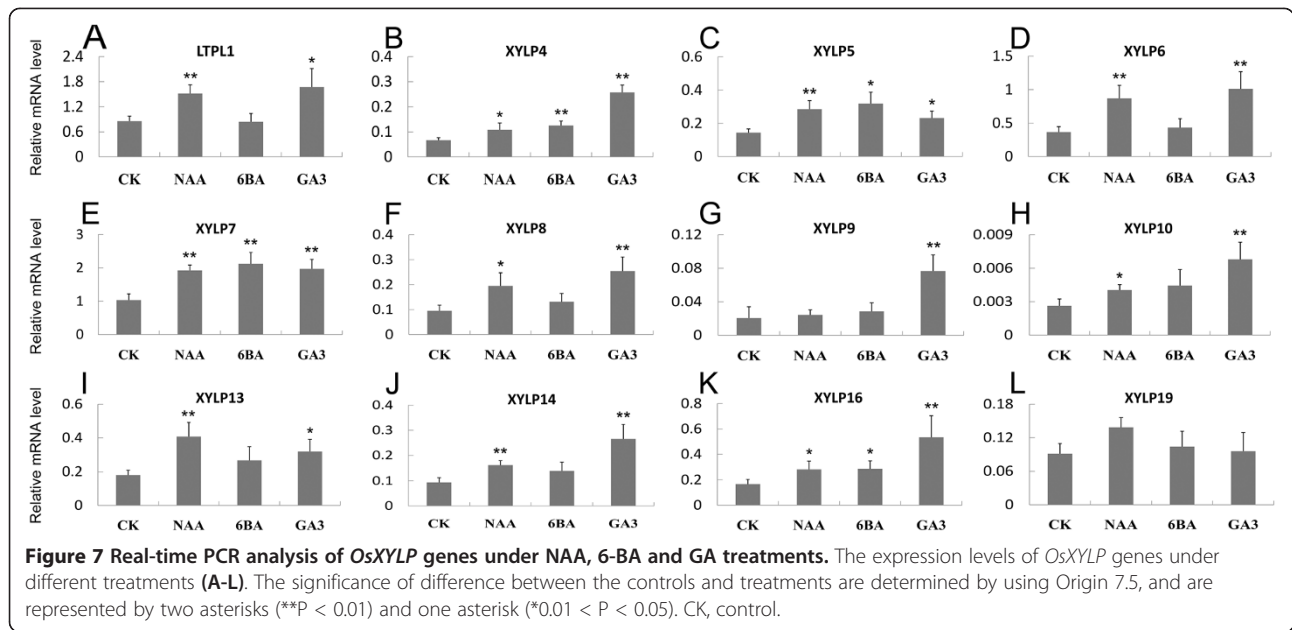 A
LTPL1
Relative mRNA level
2.4
1.8
1.2
0.6
0
**
*
CK NAA 6BA GA3
B
XYLP4
0.4
0.3
0.2
0.1
0
*
**
**
CK NAA 6BA GA3
C
XYLP5
0.6
0.4
0.2
0
**
*
*
CK NAA 6BA GA3
D
XYLP6
1.5
1
0.5
0
**
**
CK NAA 6BA GA3
E
XYLP7
Relative mRNA level
3
2
1
0
**
**
**
CK NAA 6BA GA3
F
XYLP8
0.4
0.3
0.2
0.1
0
*
**
CK NAA 6BA GA3
G
XYLP9
0.12
0.08
0.04
0
**
CK NAA 6BA GA3
H
XYLP10
0.009
0.006
0.003
0
*
**
CK NAA 6BA GA3
I
XYLP13
Relative mRNA level
0.6
0.4
0.2
0
**
*
CK NAA 6BA GA3
J
XYLP14
0.4
0.3
0.2
0.1
0
**
**
CK NAA 6BA GA3
K
XYLP16
0.8
0.6
0.4
0.2
0
*
*
**
CK NAA 6BA GA3
L
XYLP19
0.18
0.12
0.06
0
CK NAA 6BA GA3
Figure 7 Real-time PCR analysis of OsXYLP genes under NAA, 6-BA and GA treatments. The expression levels of OsXYLP genes under
different treatments (A-L). The significance of difference between the controls and treatments are determined by using Origin 7.5, and are
represented by two asterisks (**P < 0.01) and one asterisk (*0.01 < P < 0.05). CK, control.